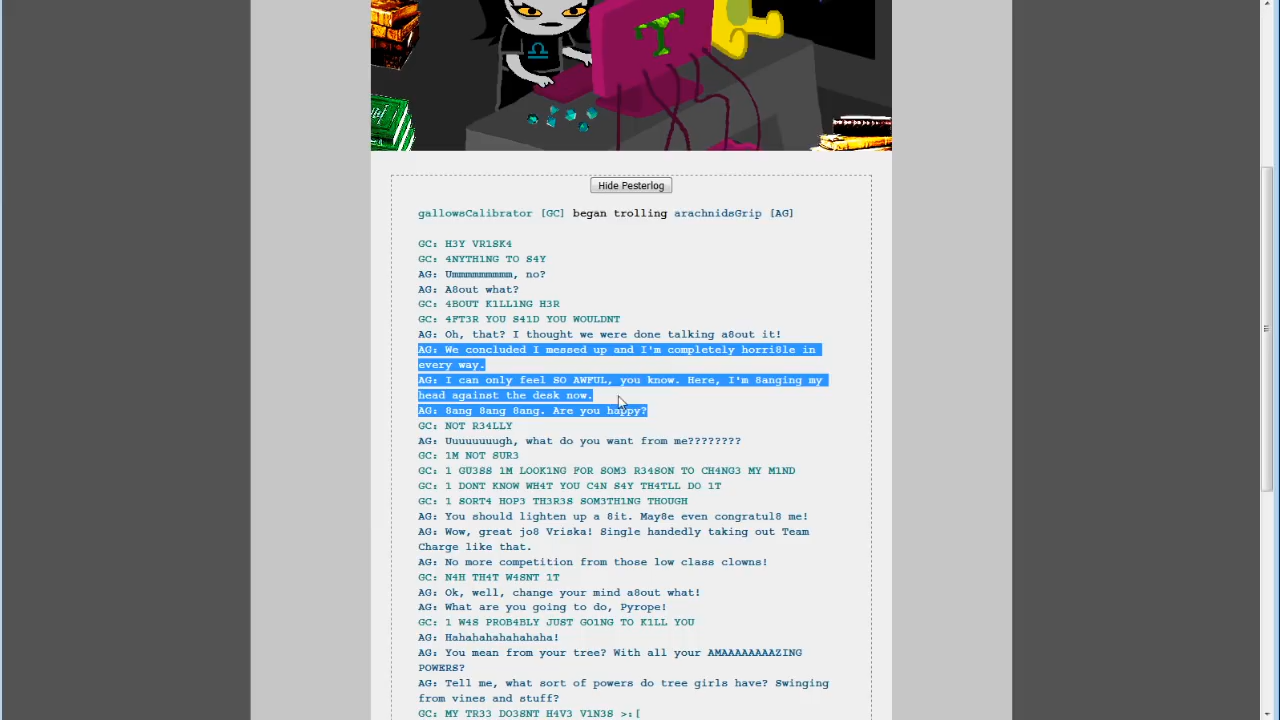 T
Hide Pesterlog
gallowsCalibrator [GC] began trolling arachnidsGrip [AG]
GC: H3Y VR1SK4
GC: 4NYTH1NG TO S4Y
AG: Ummmmmmmmm, no?
AG: A8out what?
GC: 4BOUT K1LL1NG H3R
GC: 4FT3R YOU S41D YOU WOULDNT
AG: Oh, that? I thought we were done talking a8out it!
AG: We concluded I messed up and I'm completely horri8le in
every way.
AG: I can only feel SO AWFUL, you know. Here, I'm 8anging my
head against the desk now.
AG: 8ang 8ang 8ang. Are you happy?
GC: NOT R34LLY
AG: Uuuuuuuugh, what do you want from me????????
GC: 1M NOT SUR3
GC: 1 GU3SS 1M LOOK1NG FOR SOM3 R34SON TO CH4NG3 MY M1ND
GC: 1 DONT KNOW WH4T YOU C4N S4Y TH4TLL DO 1T
GC: 1 SORT4 HOP3 TH3R3S SOM3TH1NG THOUGH
AG: You should lighten up a 8it. May8e even congratul8 me!
AG: Wow, great jo8 Vriska! Single handedly taking out Team
Charge like that.
AG: No more competition from those low class clowns!
GC: N4H TH4T W4SNT 1T
AG: Ok, well, change your mind a8out what!
AG: What are you going to do, Pyrope!
GC: 1 W4S PROB4BLY JUST GO1NG TO K1LL YOU
AG: Hahahahahahahaha!
AG: You mean from your tree? With all your AMAAAAAAAAZING
POWERS?
AG: Tell me, what sort of powers do tree girls have? Swinging
from vines and stuff?
GC: MY TR33 DO3SNT H4V3 V1N3S >:[